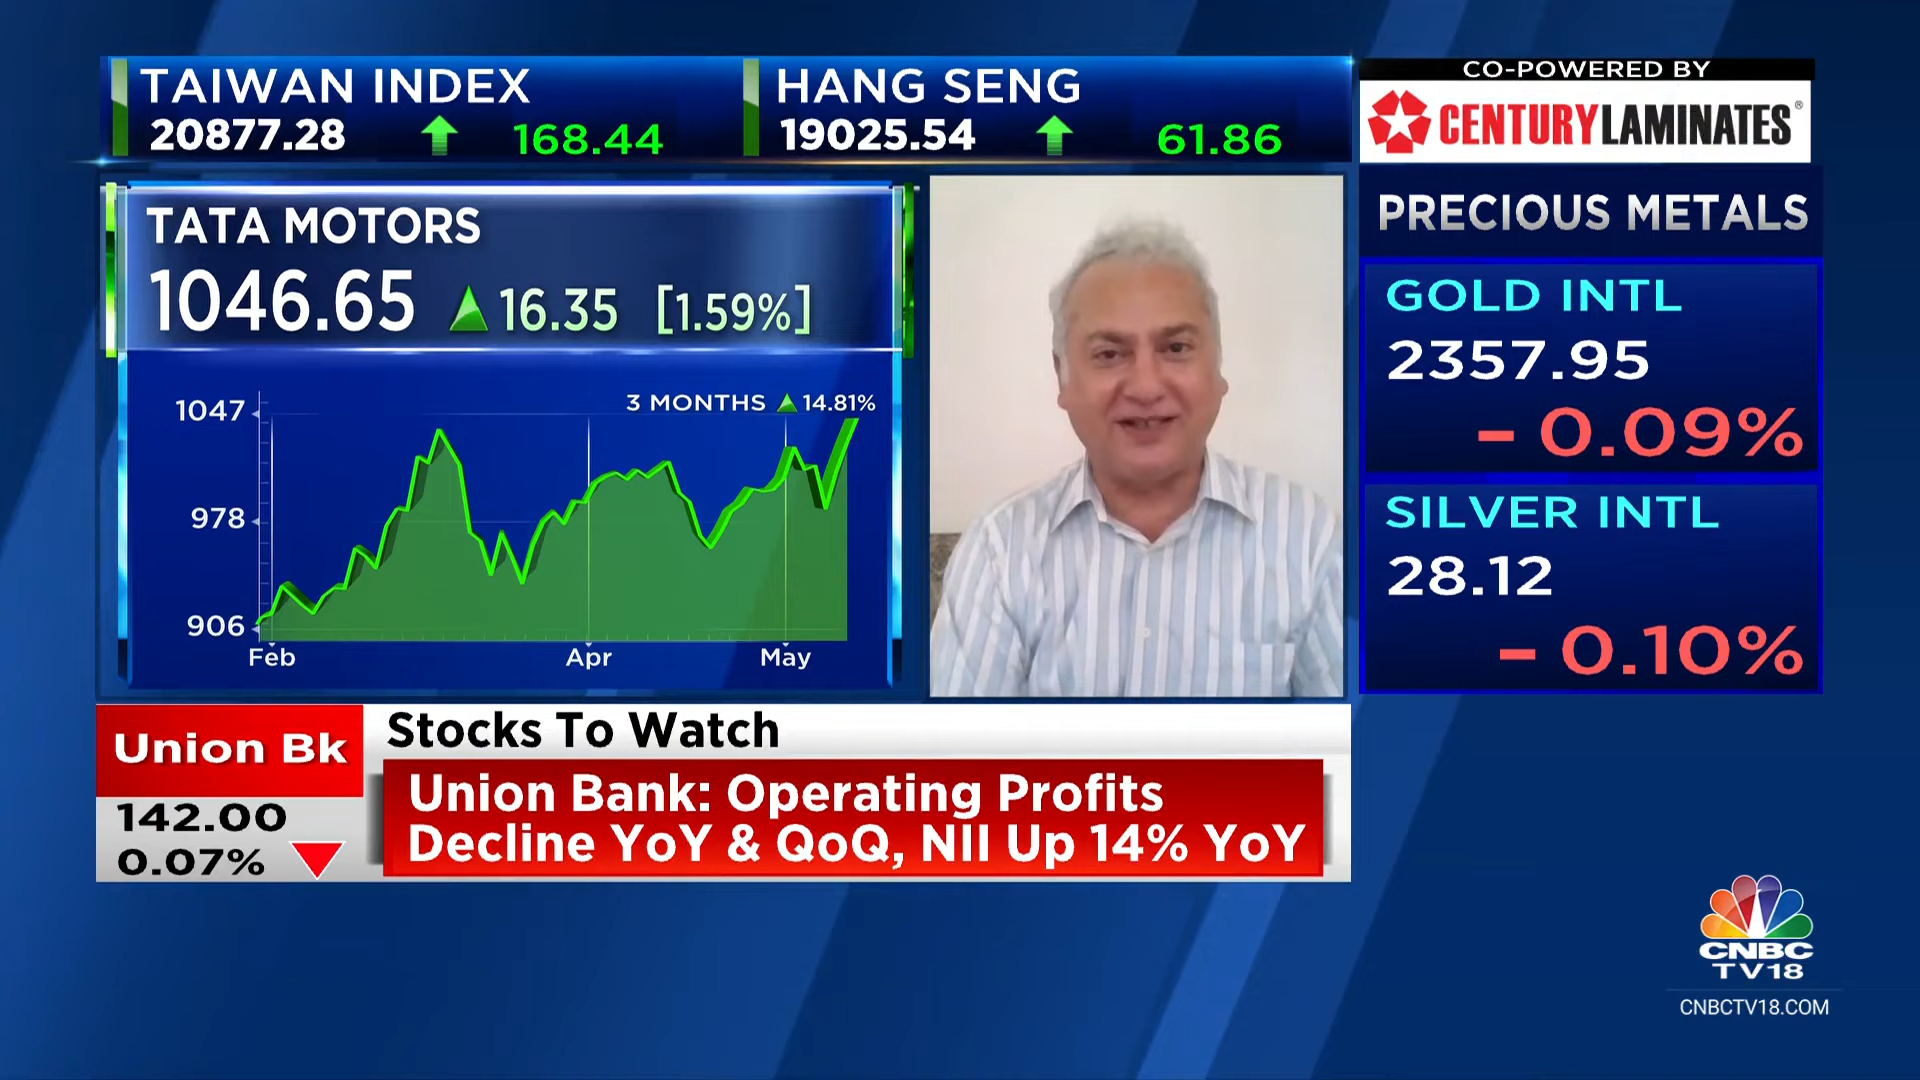 TAIWAN INDEX
20877.28 168.44
HANG SENG
19025.54 61.86
CO-POWERED BY
CENTURYLAMINATES®
TATA MOTORS
1046.65 ▲ 16.35 [1.59%]
3 MONTHS ▲ 14.81%
1047
978
906
Feb Apr May
PRECIOUS METALS
GOLD INTL
2357.95
- 0.09%
SILVER INTL
28.12
- 0.10%
Union Bk
142.00
0.07%
Stocks To Watch
Union Bank: Operating Profits
Decline YoY & QoQ, NII Up 14% YoY
CNBC
TV18
CNBCTV18.COM